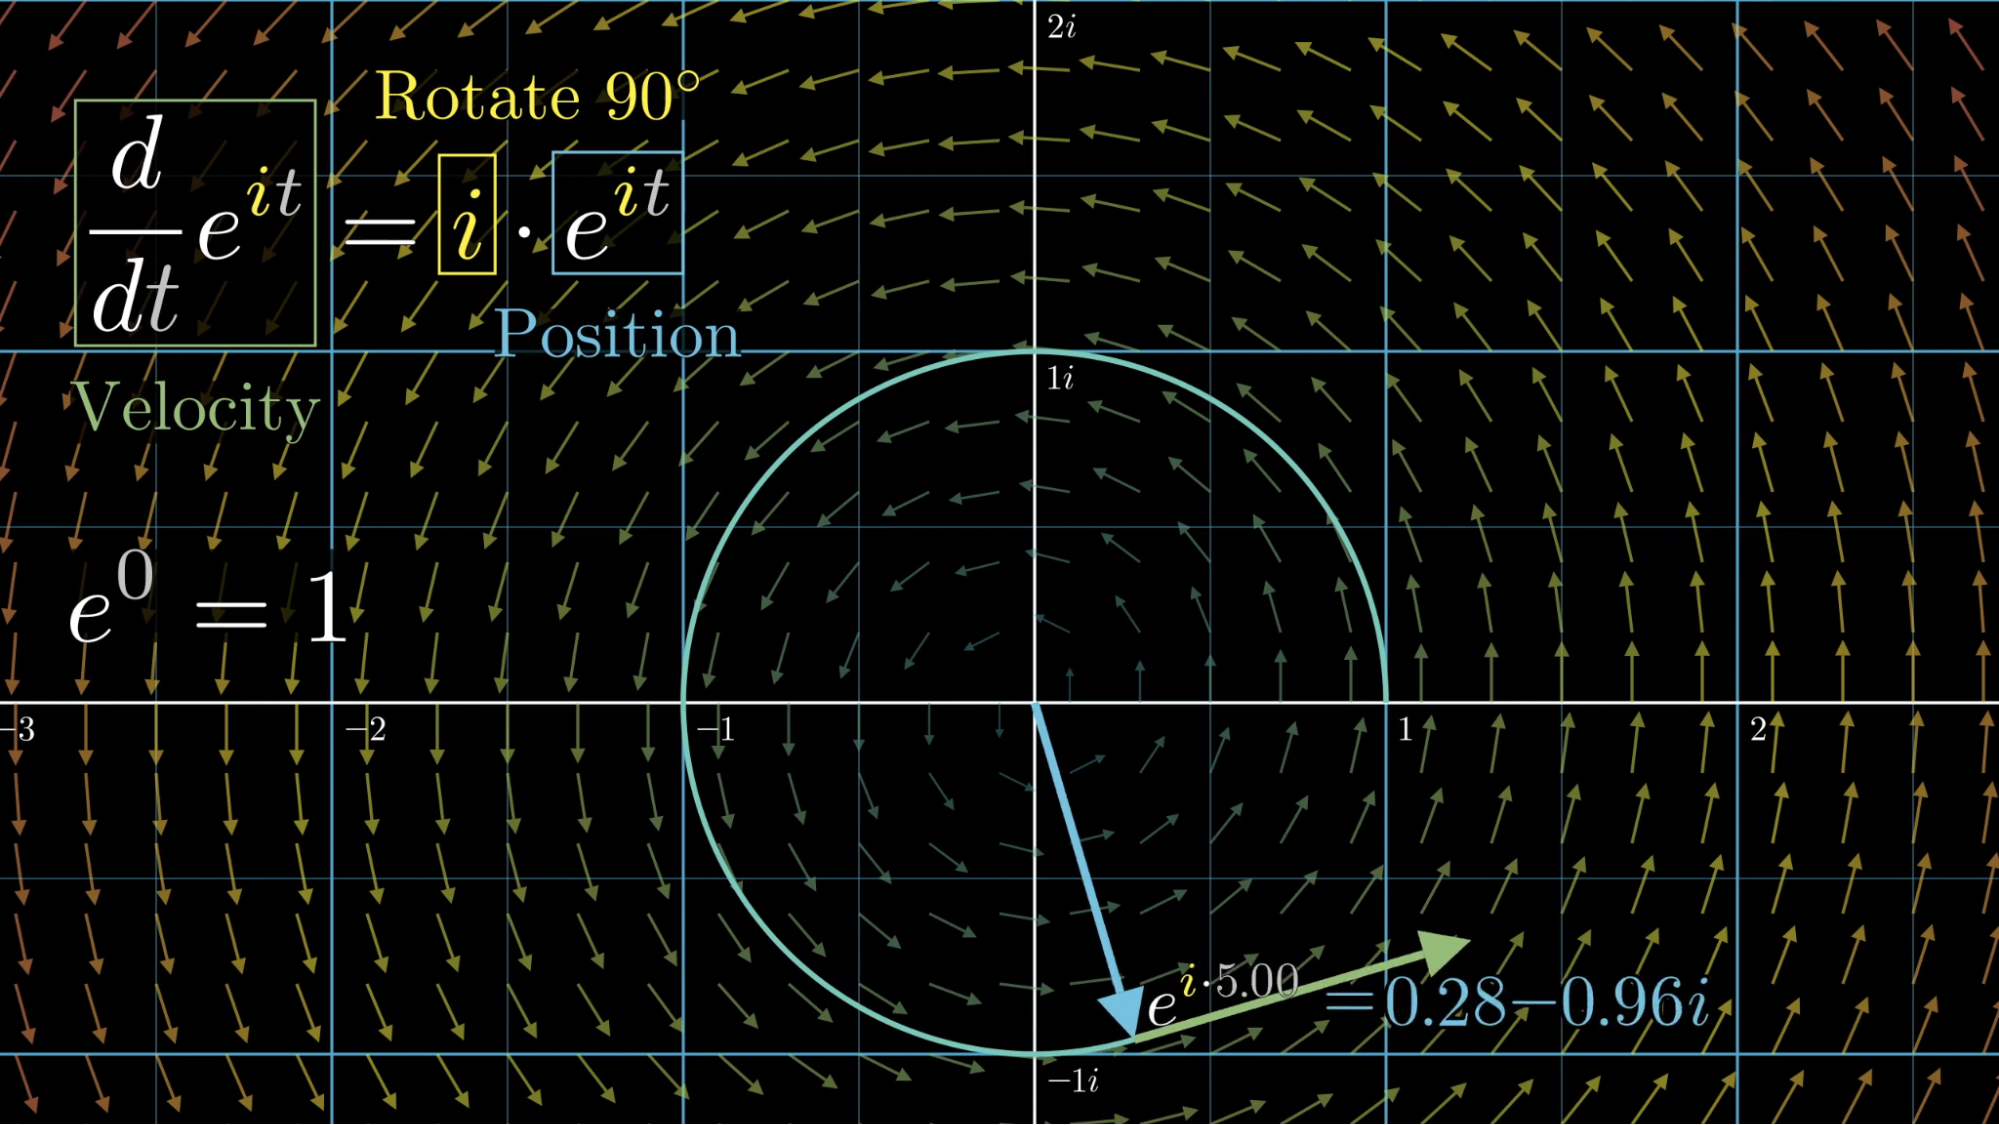 Rotate 90°
d/dt e^{it} = i · e^{it}
Position
Velocity
e^0 = 1
2i
1i
−3 −2 −1 1 2
e^{i·5.00} = 0.28−0.96i
−1i